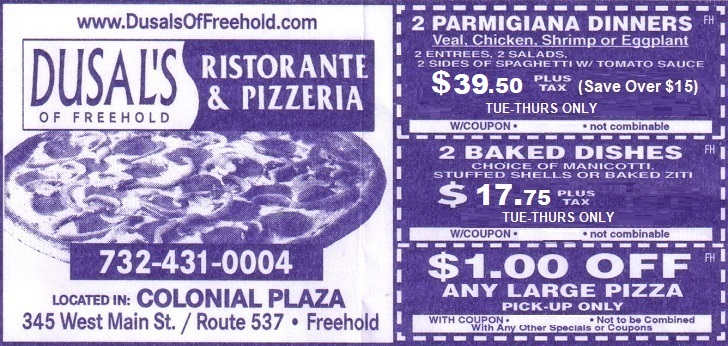 www.DusalsOfFreehold.com
DUSAL'S
OF FREEHOLD
RISTORANTE
& PIZZERIA
732-431-0004
LOCATED IN: COLONIAL PLAZA
345 West Main St. / Route 537 • Freehold
2 PARMIGIANA DINNERS FH
Veal, Chicken, Shrimp or Eggplant
2 ENTREES, 2 SALADS,
2 SIDES OF SPAGHETTI W/ TOMATO SAUCE
$39.50 PLUS TAX (Save Over $15)
TUE-THURS ONLY
W/COUPON • • not combinable
2 BAKED DISHES FH
CHOICE OF MANICOTTI,
STUFFED SHELLS OR BAKED ZITI
$17.75 PLUS TAX
TUE-THURS ONLY
W/COUPON • • not combinable
$1.00 OFF FH
ANY LARGE PIZZA
PICK-UP ONLY
WITH COUPON • • Not to be Combined
With Any Other Specials or Coupons